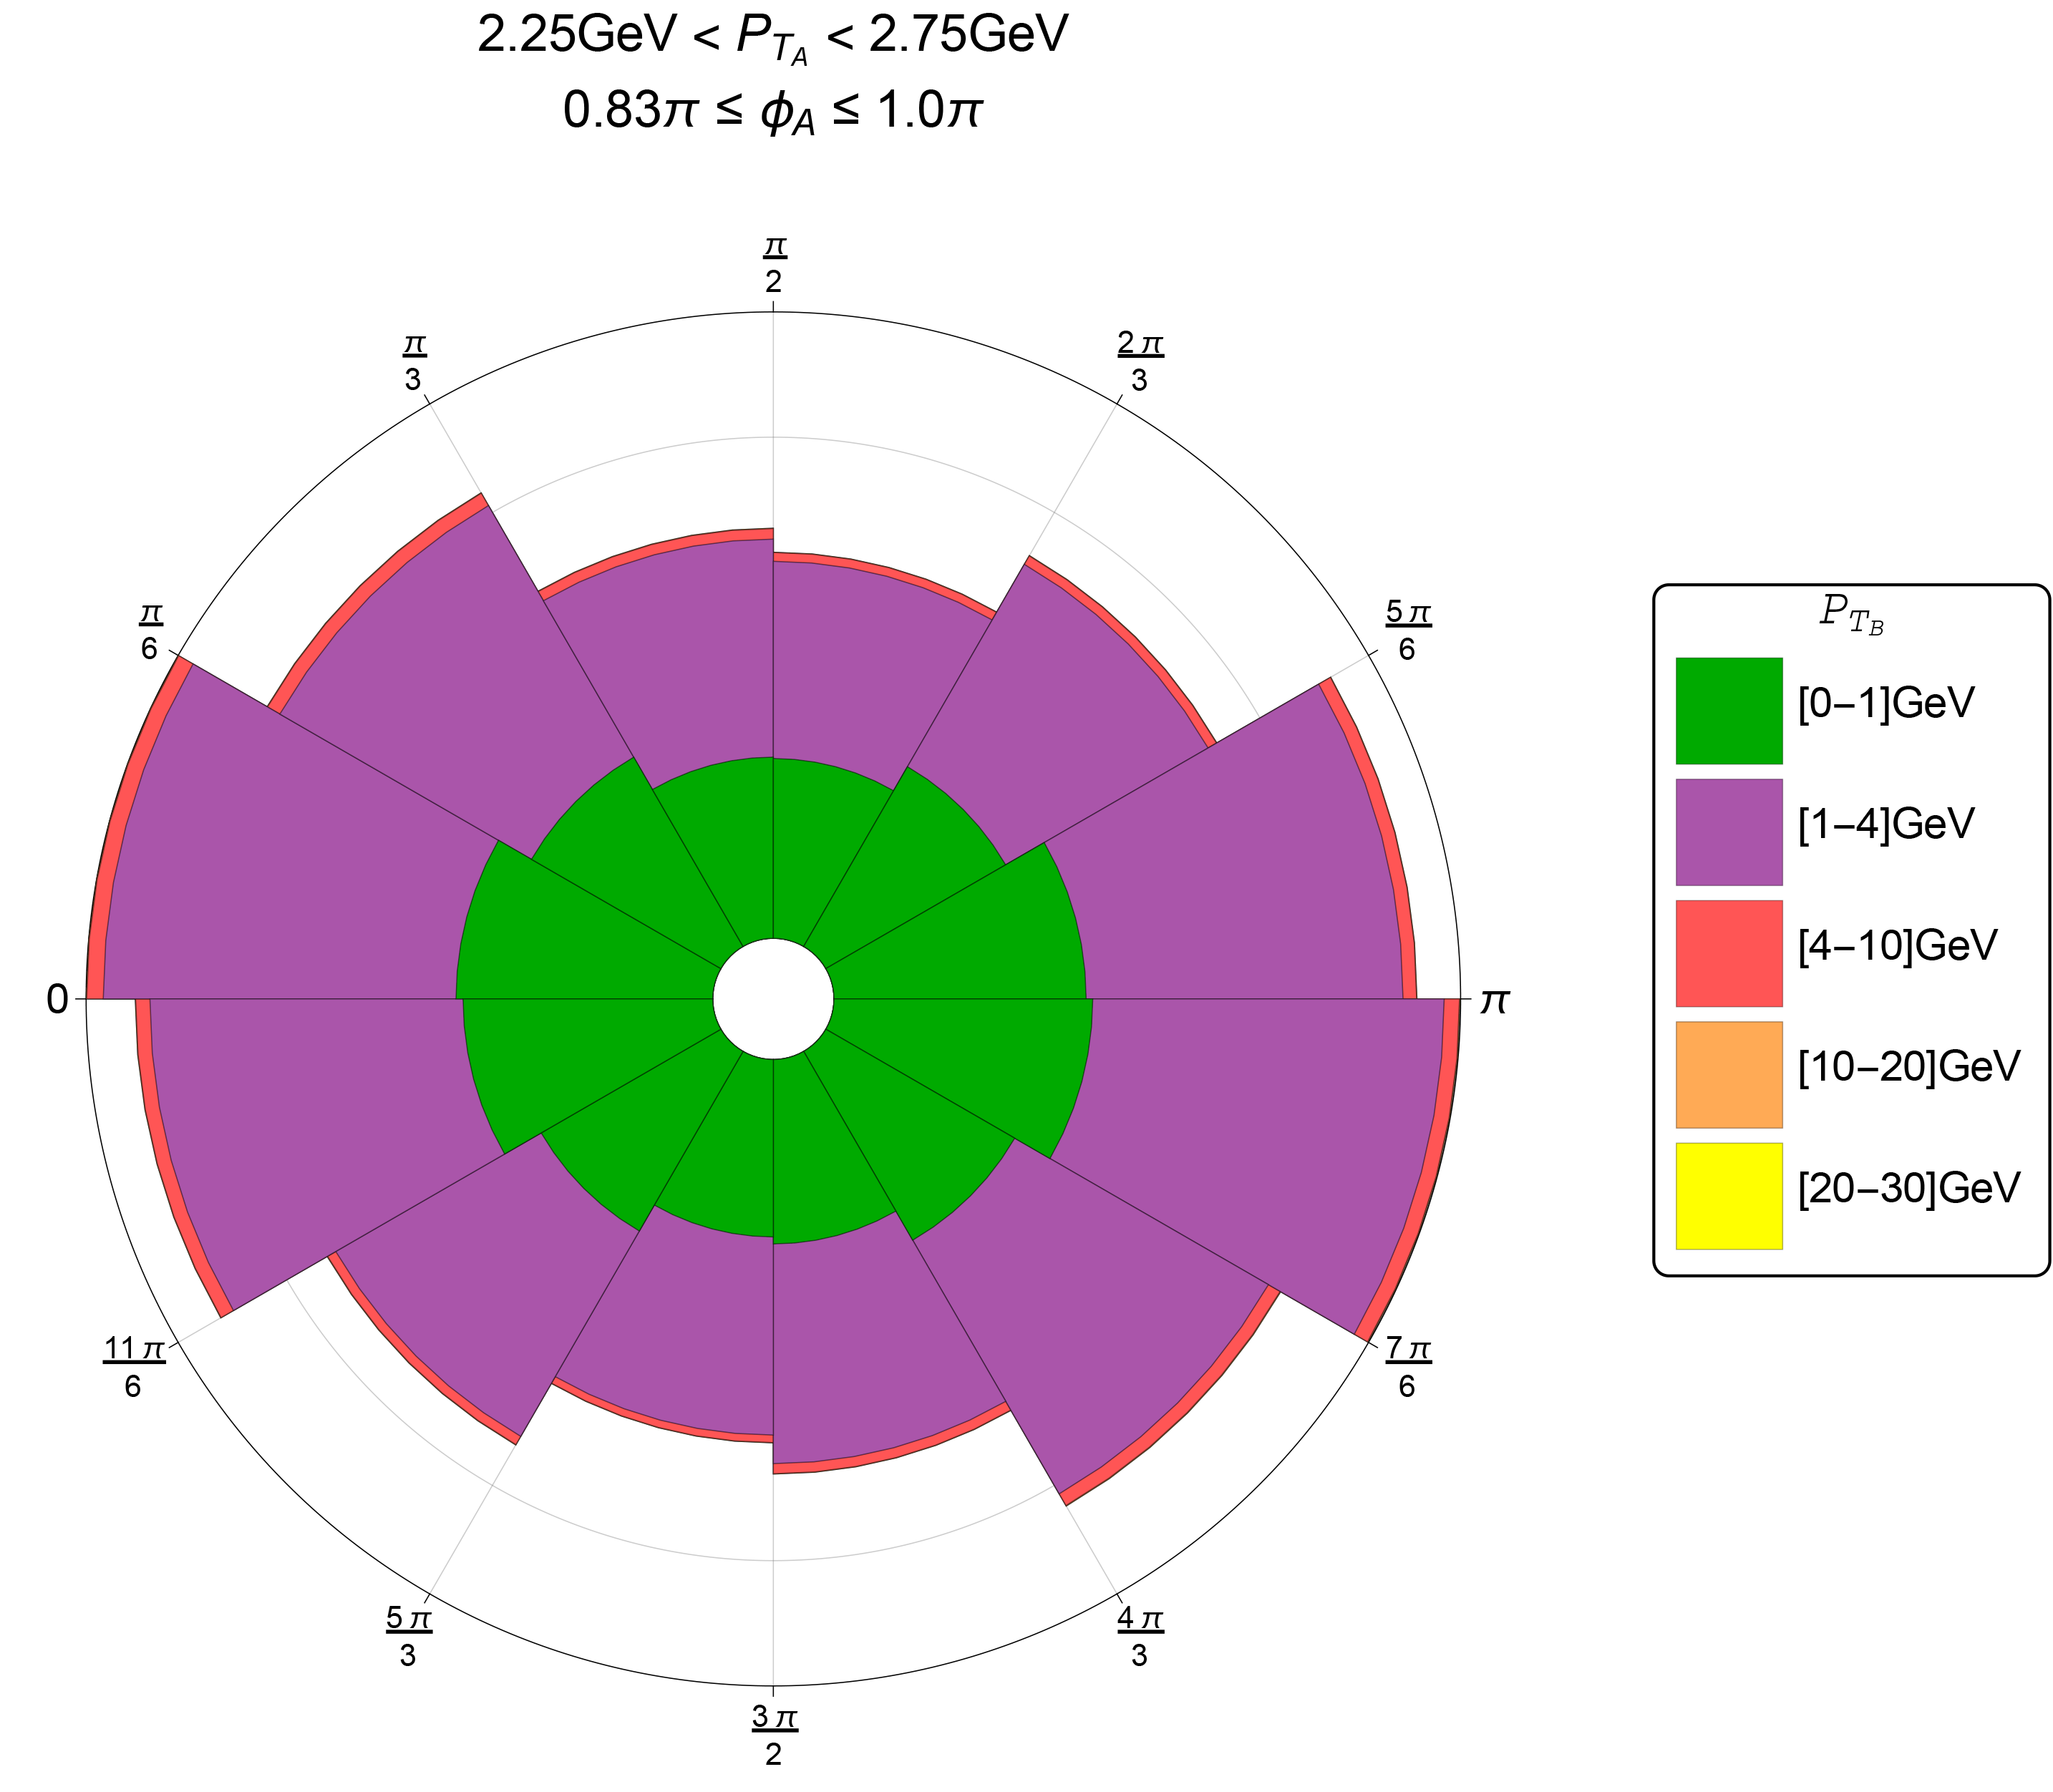 2.25GeV < P_{T_A} < 2.75GeV
0.83π ≤ ϕ_A ≤ 1.0π
π/2
π/3
2π/3
π/6
5π/6
0
π
11π/6
7π/6
5π/3
4π/3
3π/2
P_{T_B}
[0–1]GeV
[1–4]GeV
[4–10]GeV
[10–20]GeV
[20–30]GeV